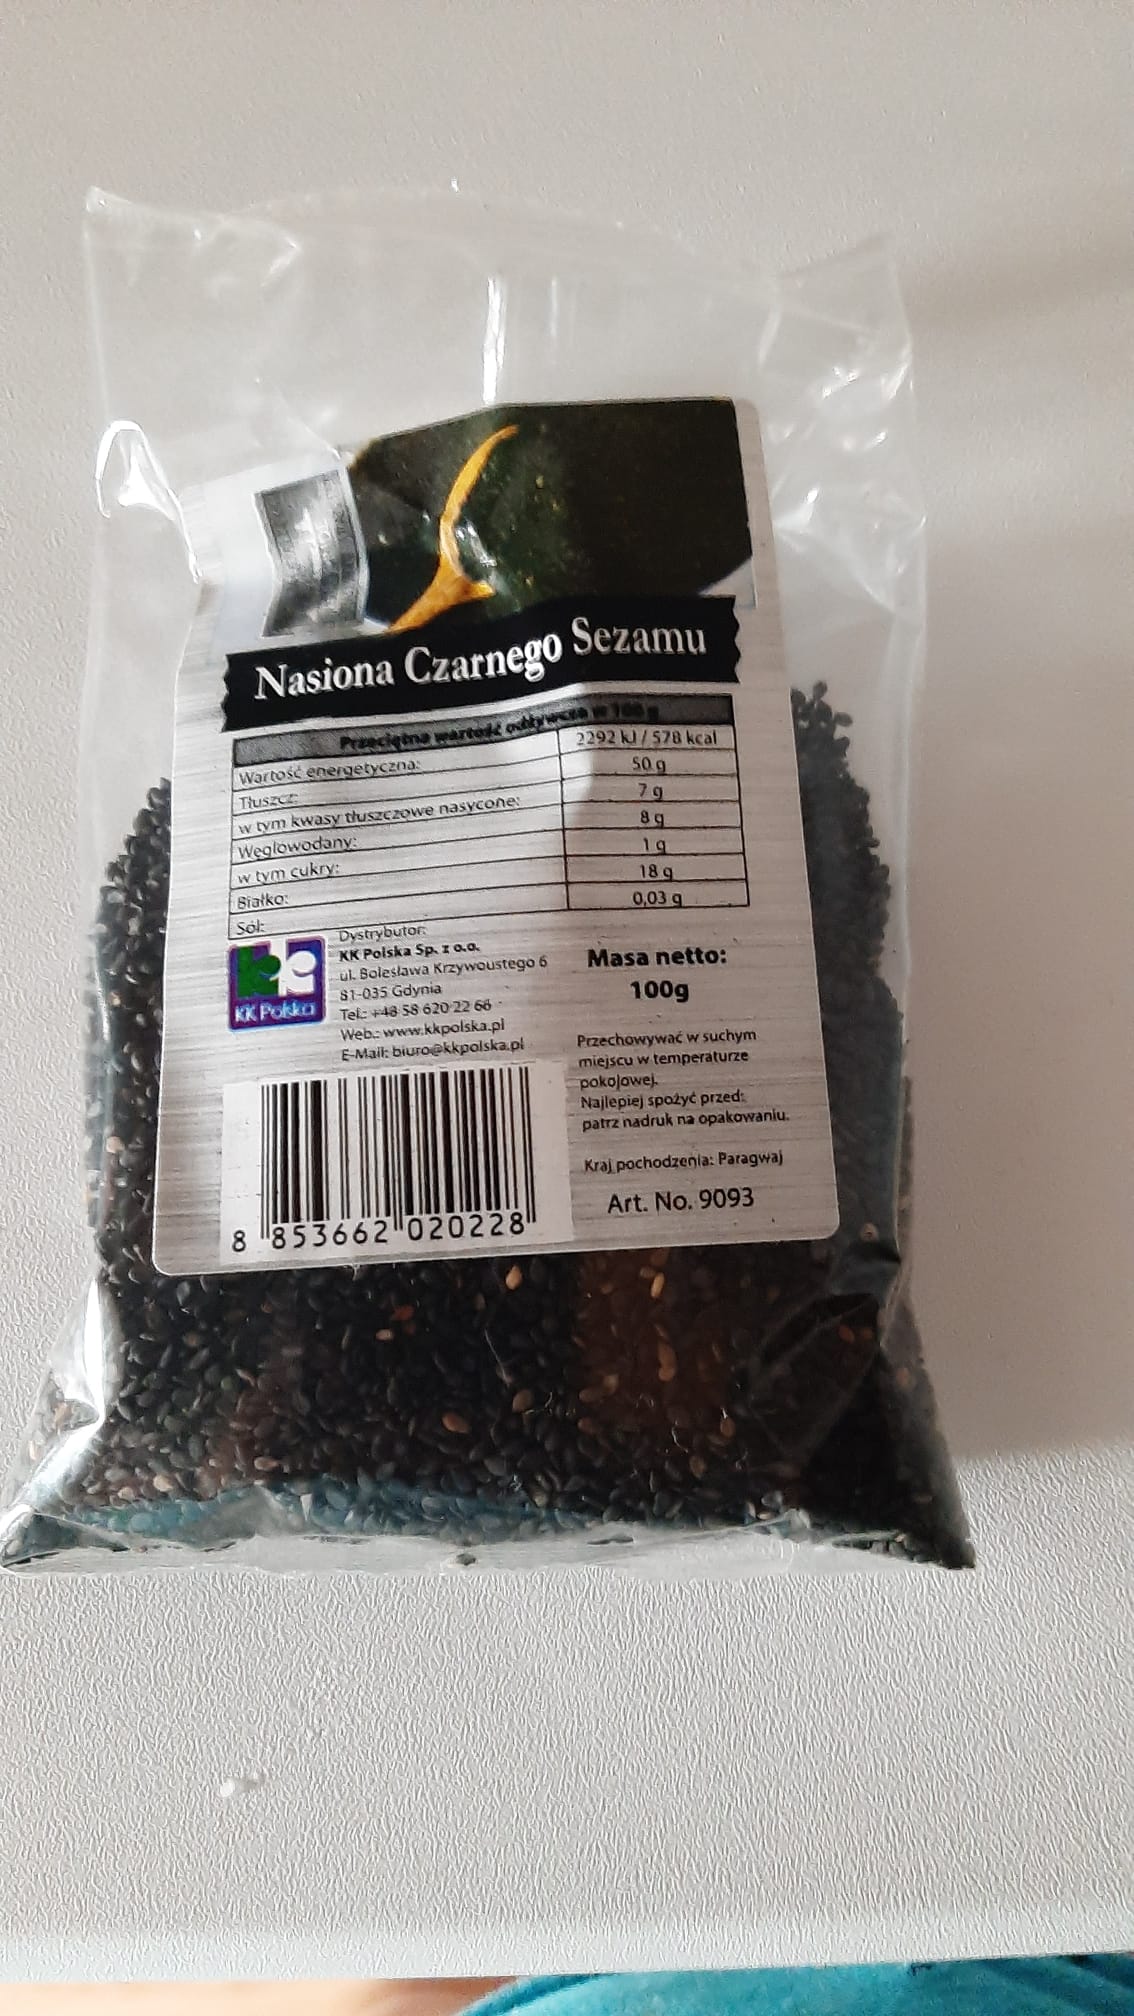 Nasiona Czarnego Sezamu
Przeciętna wartość odżywcza w 100 g
Wartość energetyczna: 2292 kJ / 578 kcal
Tłuszcz: 50 g
w tym kwasy tłuszczowe nasycone: 7 g
Węglowodany: 8 g
w tym cukry: 1 g
Białko: 18 g
Sól: 0,03 g
KK Polska
Dystrybutor:
KK Polska Sp. z o.o.
ul. Bolesława Krzywoustego 6
81-035 Gdynia
Tel.: +48 58 620 22 66
Web.: www.kkpolska.pl
E-Mail: biuro@kkpolska.pl
Masa netto:
100g
Przechowywać w suchym
miejscu w temperaturze
pokojowej.
Najlepiej spożyć przed:
patrz nadruk na opakowaniu.
Kraj pochodzenia: Paragwaj
Art. No. 9093
8 853662 020228